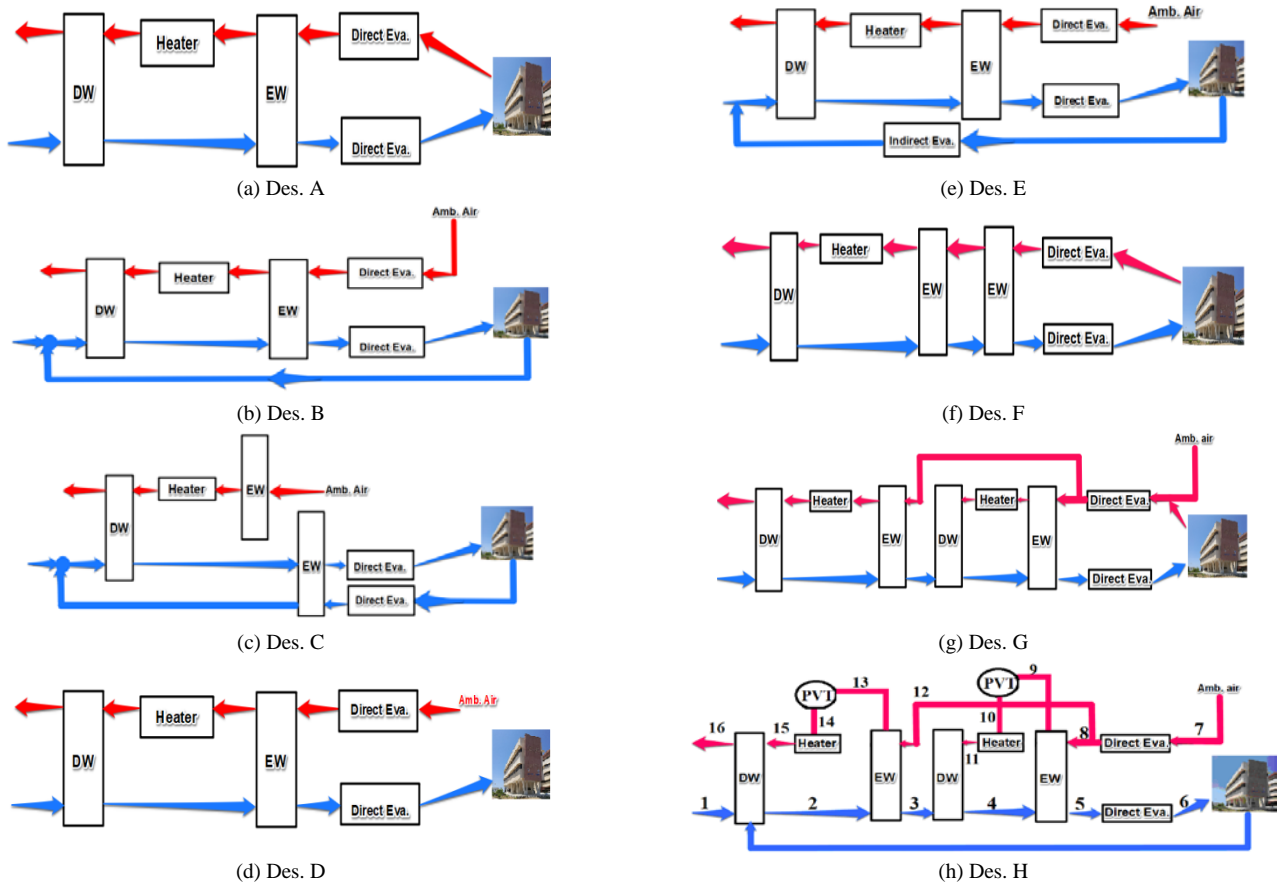 Heater
Direct Eva.
DW
EW
Direct Eva.
(a) Des. A
Amb. Air
Heater
Direct Eva.
DW
EW
Direct Eva.
(b) Des. B
EW
Heater
Amb. Air
DW
EW
Direct Eva.
Direct Eva.
(c) Des. C
Heater
Direct Eva.
Amb. Air
DW
EW
Direct Eva.
(d) Des. D
Heater
Direct Eva.
Amb. Air
DW
EW
Direct Eva.
Indirect Eva.
(e) Des. E
Heater
Direct Eva.
DW
EW
EW
Direct Eva.
(f) Des. F
Amb. air
Heater
Heater
Direct Eva.
DW
EW
DW
EW
Direct Eva.
(g) Des. G
PVT
13
12
PVT
9
Amb. air
16
15
14
Heater
10
Heater
11
8
Direct Eva.
7
DW
EW
DW
EW
1
2
3
4
5
Direct Eva.
6
(h) Des. H